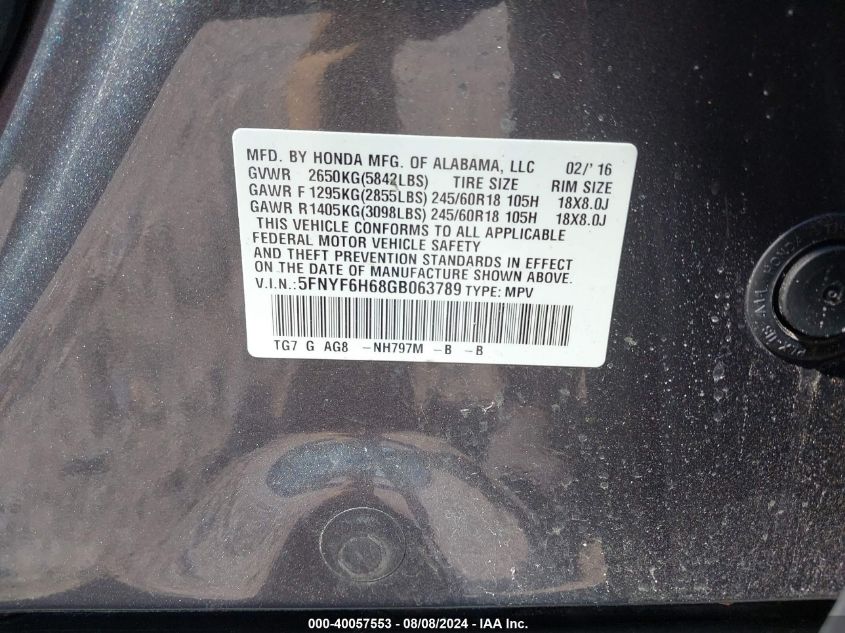 MFD. BY HONDA MFG. OF ALABAMA, LLC 02/' 16
GVWR 2650KG(5842LBS) TIRE SIZE RIM SIZE
GAWR F 1295KG(2855LBS) 245/60R18 105H 18X8.0J
GAWR R1405KG(3098LBS) 245/60R18 105H 18X8.0J
THIS VEHICLE CONFORMS TO ALL APPLICABLE
FEDERAL MOTOR VEHICLE SAFETY
AND THEFT PREVENTION STANDARDS IN EFFECT
ON THE DATE OF MANUFACTURE SHOWN ABOVE.
V.I.N.: 5FNYF6H68GB063789 TYPE: MPV
TG7 G AG8 -NH797M -B -B
HONDA
000-40057553 - 08/08/2024 - IAA Inc.